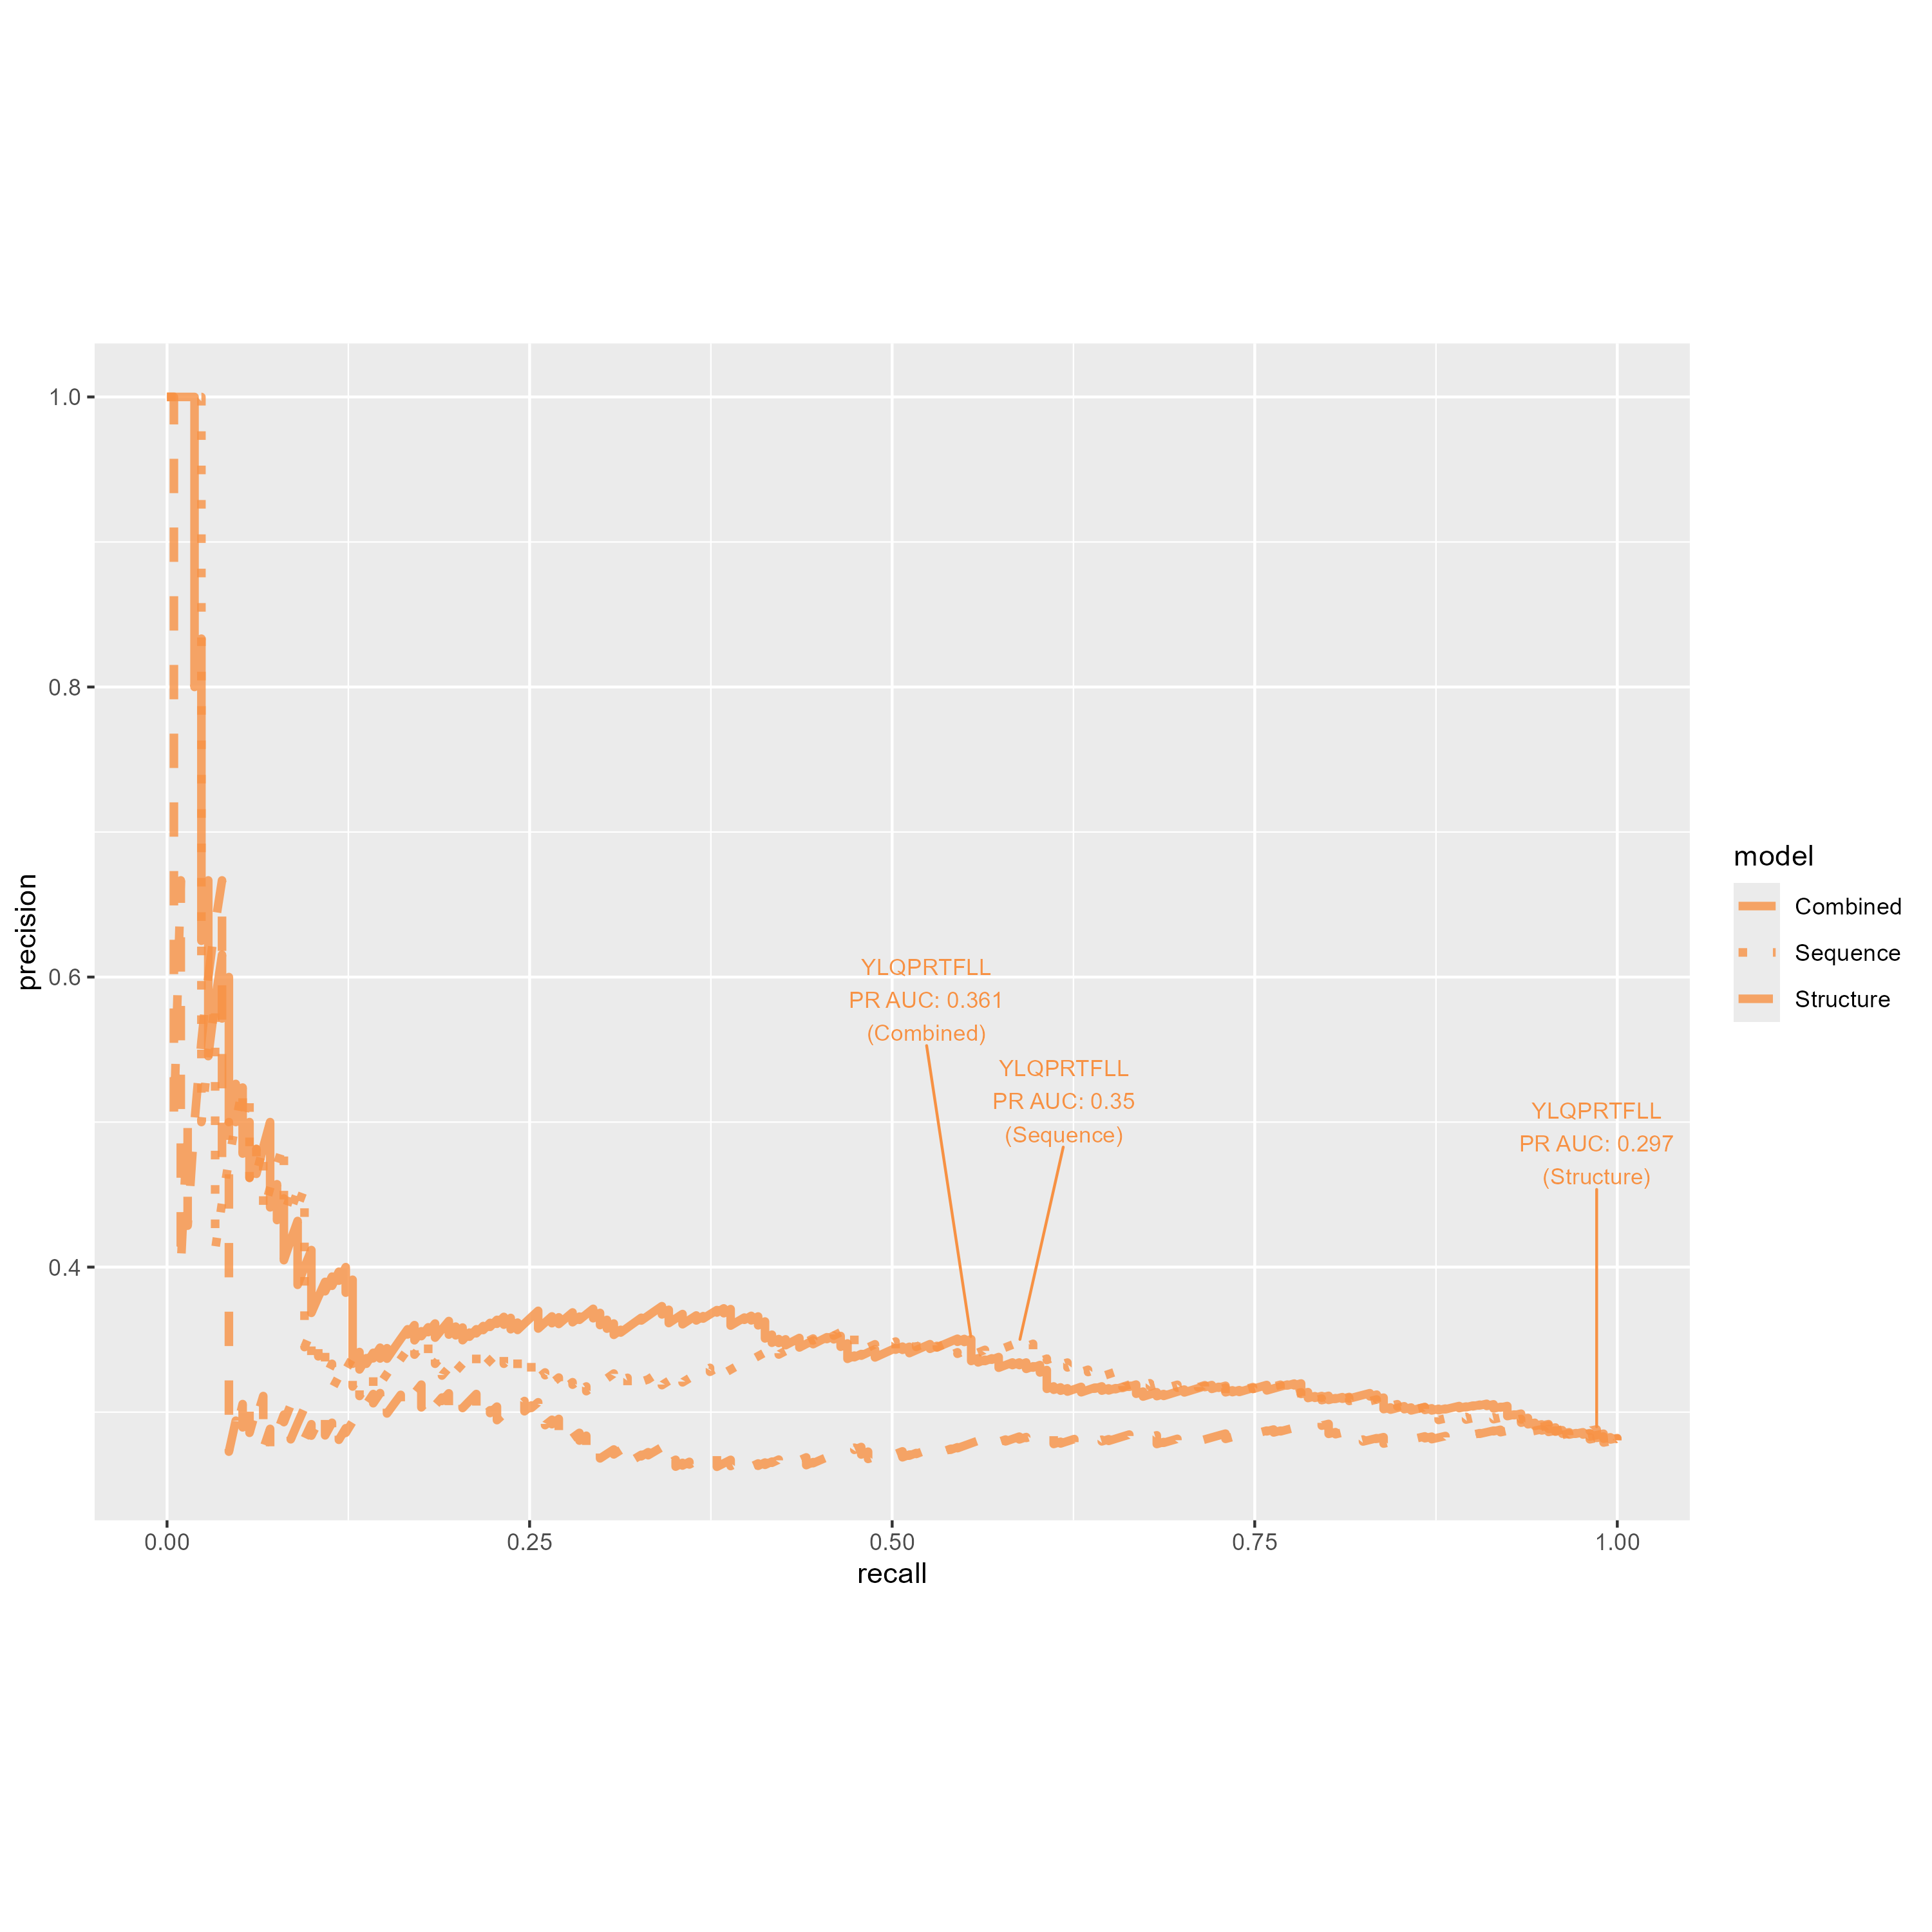 1.0
0.8
0.6
0.4
precision
0.00
0.25
0.50
0.75
1.00
recall
YLQPRTFLL
PR AUC: 0.361
(Combined)
YLQPRTFLL
PR AUC: 0.35
(Sequence)
YLQPRTFLL
PR AUC: 0.297
(Structure)
model
Combined
Sequence
Structure